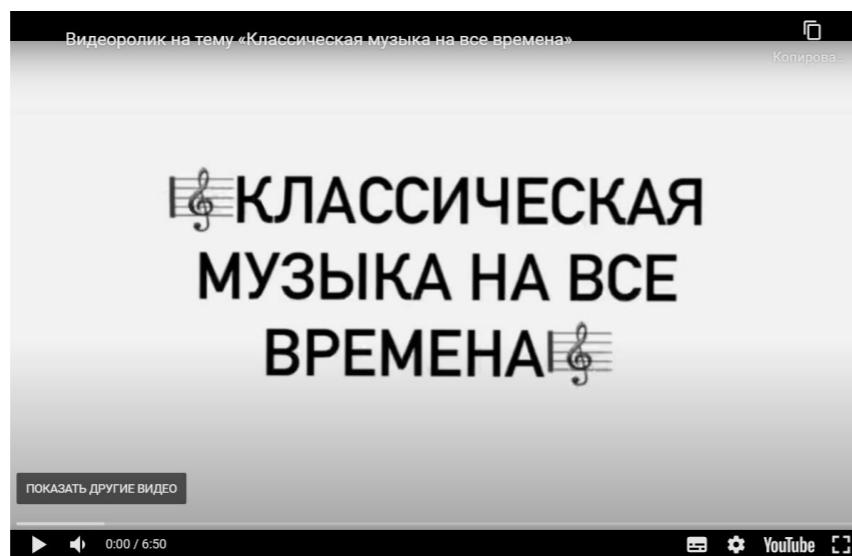 Видеоролик на тему «Классическая музыка на все времена»
Копирова...
КЛАССИЧЕСКАЯ
МУЗЫКА НА ВСЕ
ВРЕМЕНА
ПОКАЗАТЬ ДРУГИЕ ВИДЕО
0:00 / 6:50
YouTube